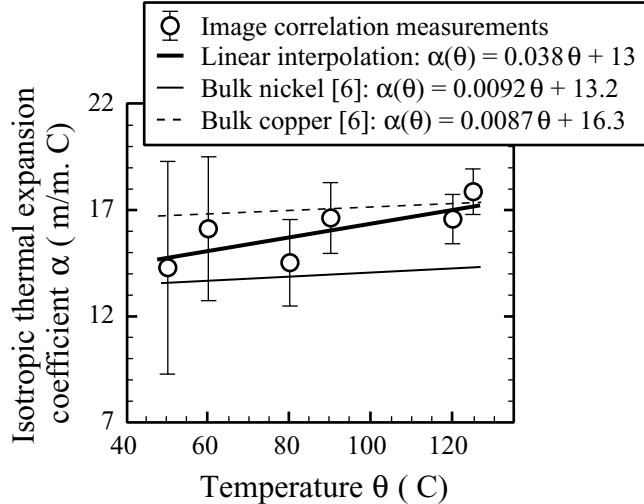 Image correlation measurements
Linear interpolation: α(θ) = 0.038 θ + 13
Bulk nickel [6]: α(θ) = 0.0092 θ + 13.2
Bulk copper [6]: α(θ) = 0.0087 θ + 16.3
22
17
12
7
40 60 80 100 120
Isotropic thermal expansion
coefficient α ( m/m. C)
Temperature θ ( C)